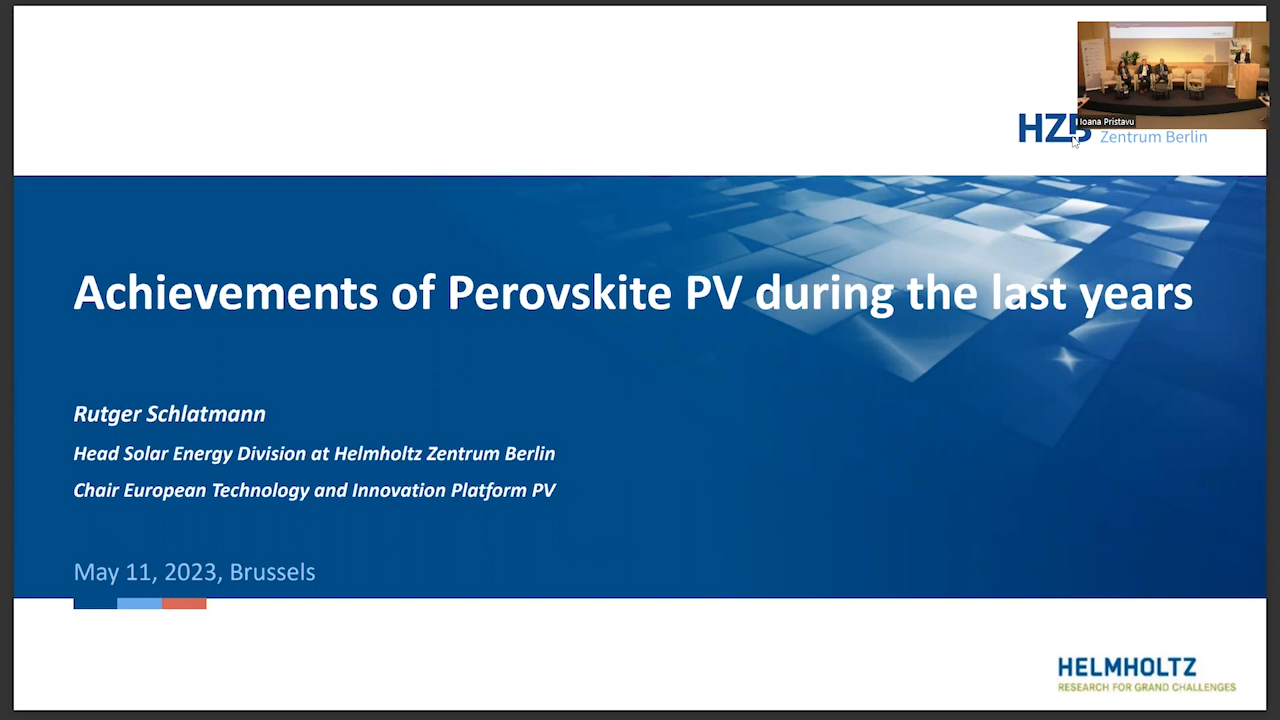 Ioana Pristavu
HZB
Zentrum Berlin
Achievements of Perovskite PV during the last years
Rutger Schlatmann
Head Solar Energy Division at Helmholtz Zentrum Berlin
Chair European Technology and Innovation Platform PV
May 11, 2023, Brussels
HELMHOLTZ
RESEARCH FOR GRAND CHALLENGES